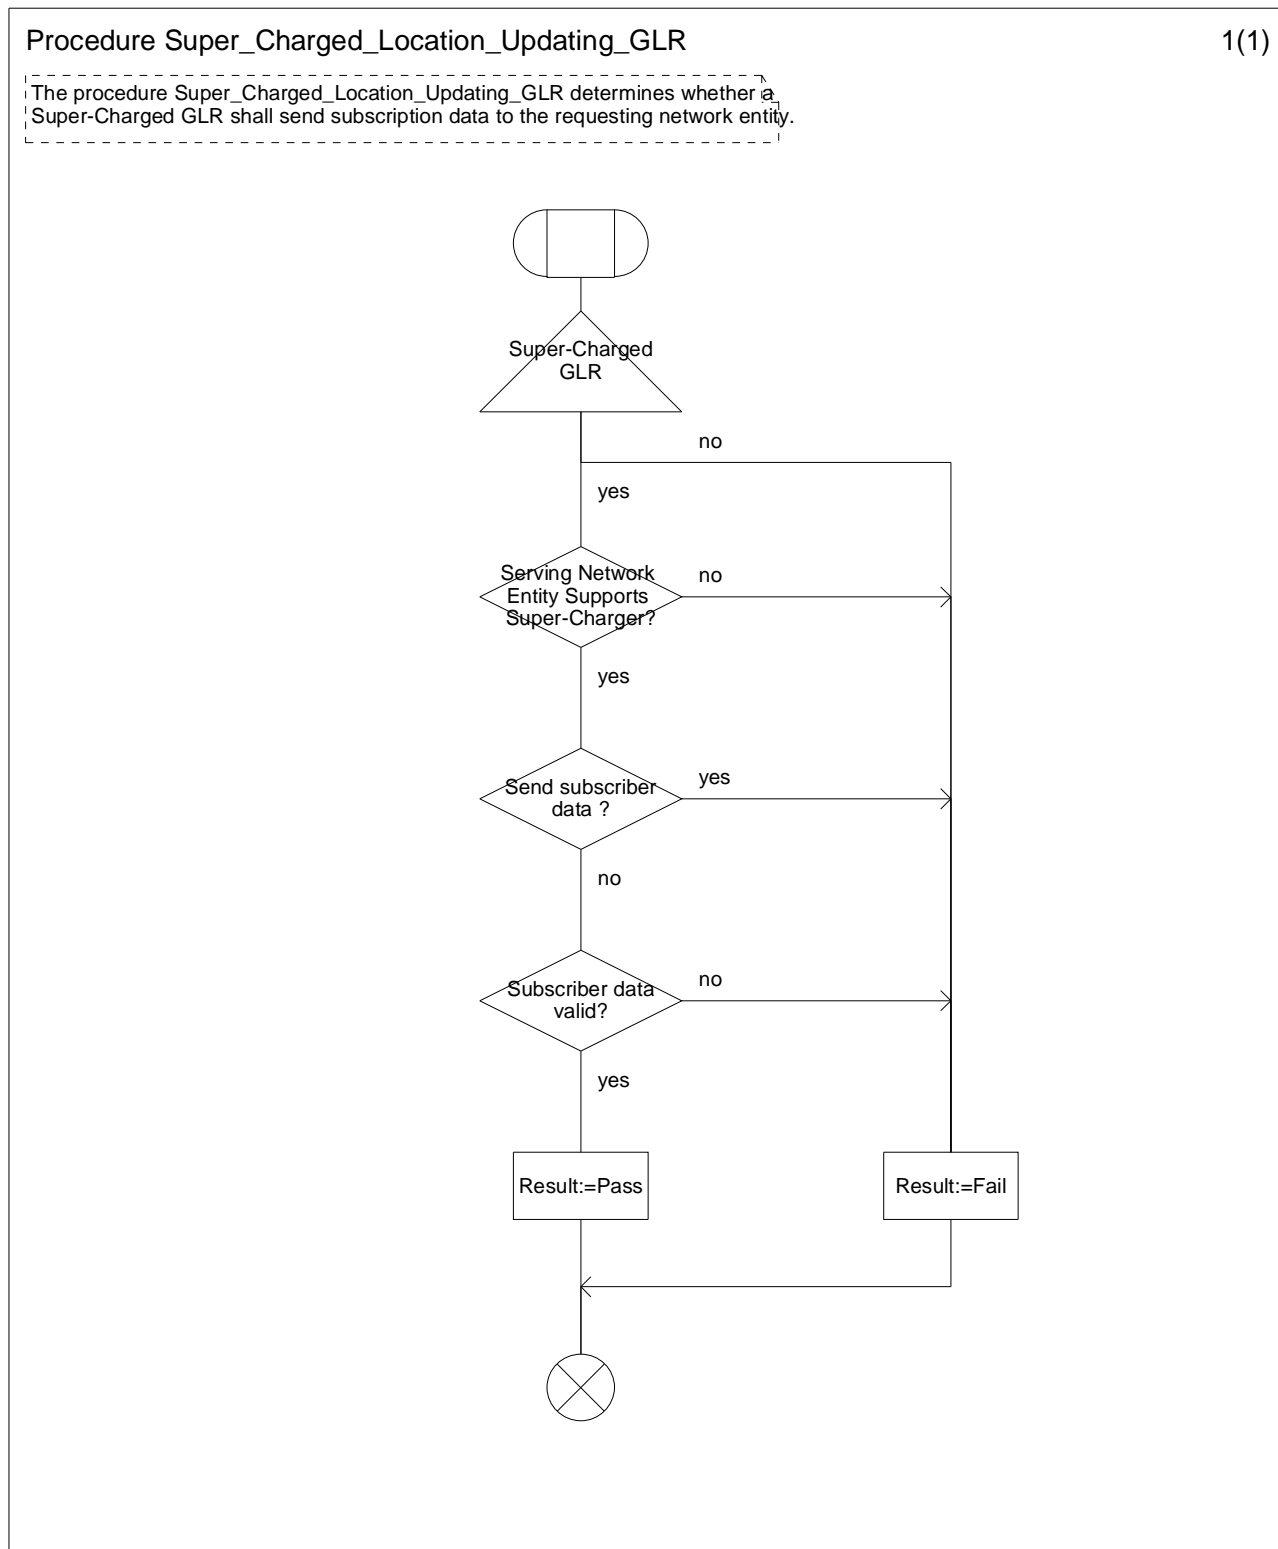 Procedure Super_Charged_Location_Updating_GLR
1(1)
The procedure Super_Charged_Location_Updating_GLR determines whether a
Super-Charged GLR shall send subscription data to the requesting network entity.
Super-Charged
GLR
no
yes
Serving Network
Entity Supports
Super-Charger?
no
yes
Send subscriber
data ?
yes
no
Subscriber data
valid?
no
yes
Result:=Pass
Result:=Fail